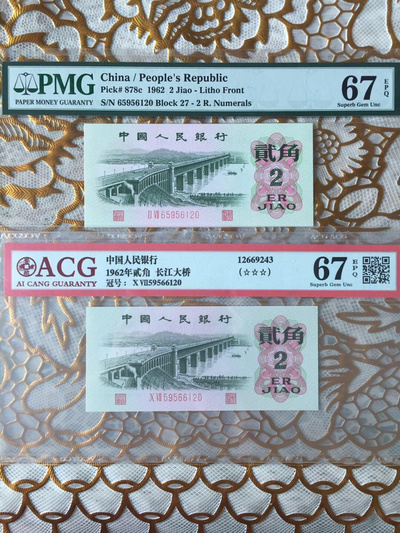 PMG
PAPER MONEY GUARANTY
China / People's Republic
Pick# 878c 1962 2 Jiao - Litho Front
S/N 65956120 Block 27 - 2 R. Numerals
67 EPQ
Superb Gem Unc
中國人民銀行
貳角
2
ER
JIAO
II VII 65956120
ACG
AI CANG GUARANTY
中国人民银行
1962年贰角 长江大桥
冠号： X VII59566120
12669243
(☆☆☆)
67 EPQ
Superb Gem Unc
中國人民銀行
貳角
2
ER
JIAO
X VII 59566120